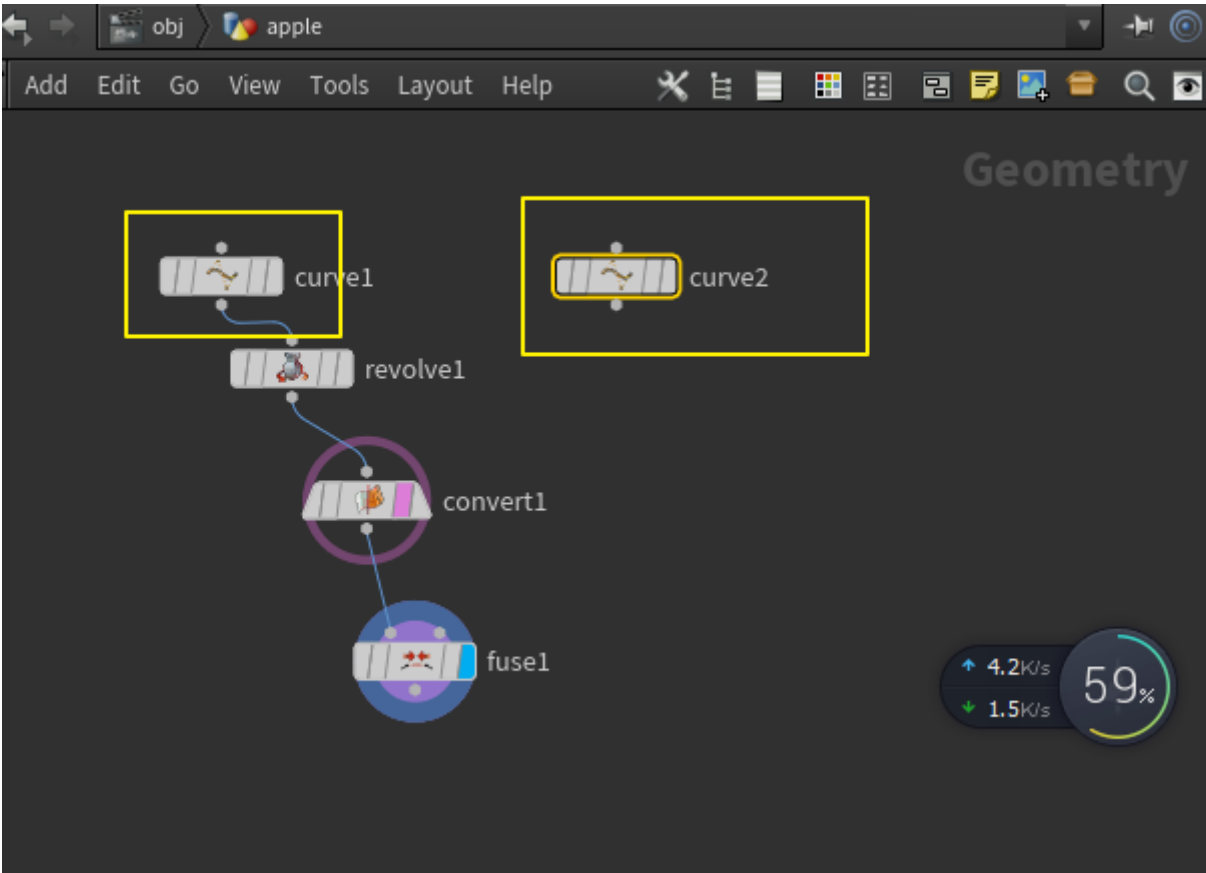 obj apple
Add Edit Go View Tools Layout Help
Geometry
curve1 curve2
revolve1
convert1
fuse1
4.2K/s
59%
1.5K/s